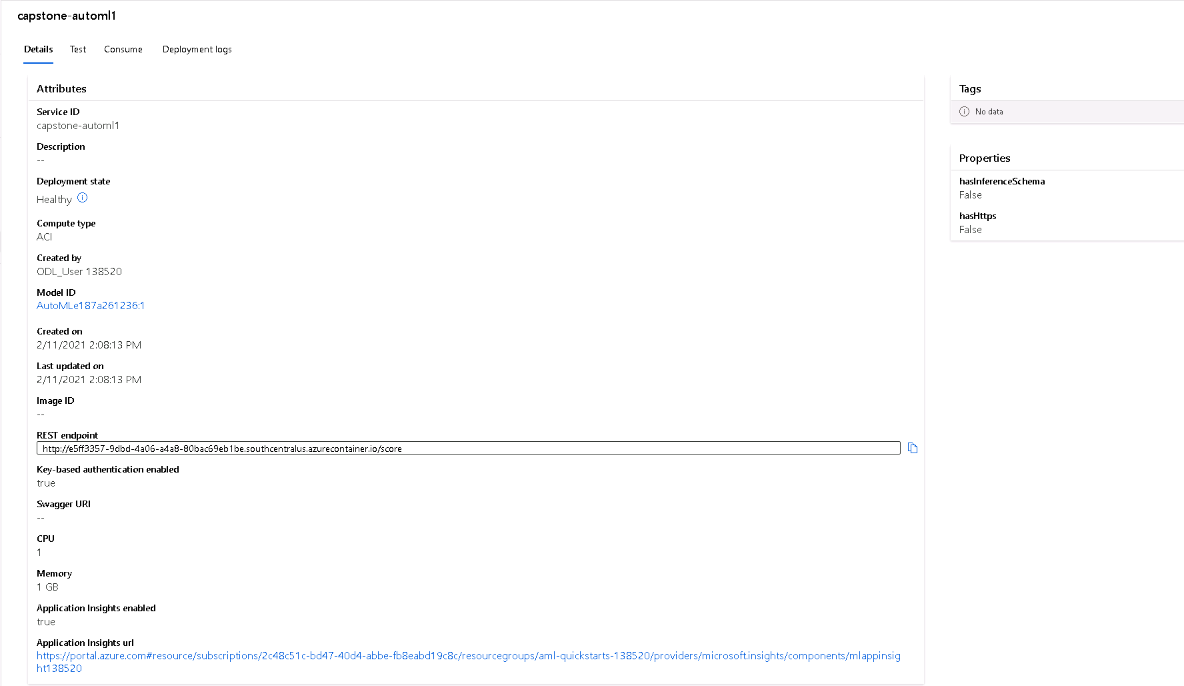 capstone-automl1
Details Test Consume Deployment logs
Attributes
Service ID
capstone-automl1
Description
--
Deployment state
Healthy
Compute type
ACI
Created by
ODL_User 138520
Model ID
AutoMLe187a261236:1
Created on
2/11/2021 2:08:13 PM
Last updated on
2/11/2021 2:08:13 PM
Image ID
--
REST endpoint
http://e5ff3357-9dbd-4a06-a4a8-80bac69eb1be.southcentralus.azurecontainer.io/score
Key-based authentication enabled
true
Swagger URI
--
CPU
1
Memory
1 GB
Application Insights enabled
true
Application Insights url
https://portal.azure.com#resource/subscriptions/2c48c51c-bd47-40d4-abbe-fb8eabd19c8c/resourcegroups/aml-quickstarts-138520/providers/microsoft.insights/components/mlappinsig
ht138520
Tags
No data
Properties
hasInferenceSchema
False
hasHttps
False